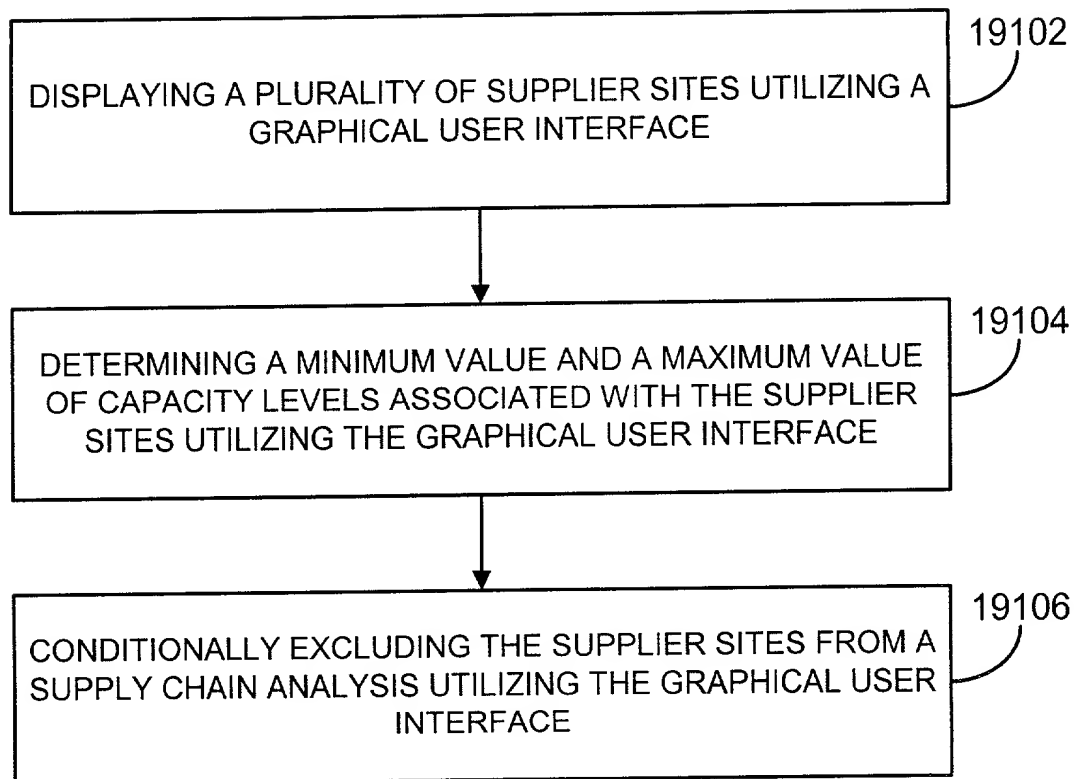 19102
DISPLAYING A PLURALITY OF SUPPLIER SITES UTILIZING A
GRAPHICAL USER INTERFACE
19104
DETERMINING A MINIMUM VALUE AND A MAXIMUM VALUE
OF CAPACITY LEVELS ASSOCIATED WITH THE SUPPLIER
SITES UTILIZING THE GRAPHICAL USER INTERFACE
19106
CONDITIONALLY EXCLUDING THE SUPPLIER SITES FROM A
SUPPLY CHAIN ANALYSIS UTILIZING THE GRAPHICAL USER
INTERFACE